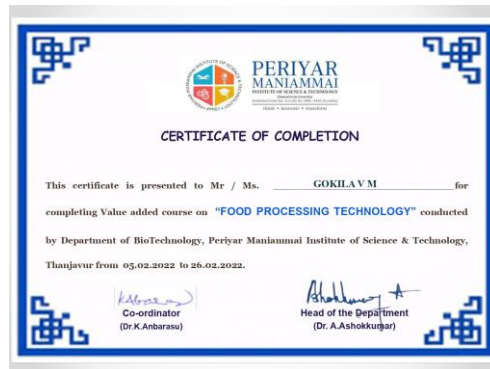 PERIYAR
MANIAMMAI
INSTITUTE OF SCIENCE & TECHNOLOGY
CERTIFICATE OF COMPLETION
This certificate is presented to Mr / Ms. GOKILA V M for
completing Value added course on "FOOD PROCESSING TECHNOLOGY" conducted
by Department of BioTechnology, Periyar Maniammai Institute of Science & Technology,
Thanjavur from 05.02.2022 to 26.02.2022.
Co-ordinator
(Dr.K.Anbarasu)
Head of the Department
(Dr. A.Ashokkumar)